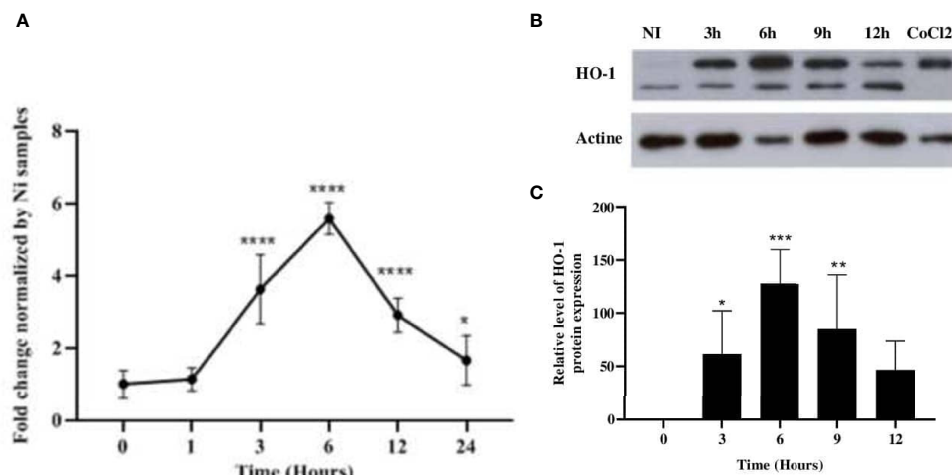 A
Fold change normalized by Ni samples
8
6
4
2
0
****
****
****
*
0 1 3 6 12 24
Time (Hours)
B
NI 3h 6h 9h 12h CoCl2
HO-1
Actine
C
Relative level of HO-1
protein expression
200
150
100
50
0
*
***
**
0 3 6 9 12
Time (Hours)